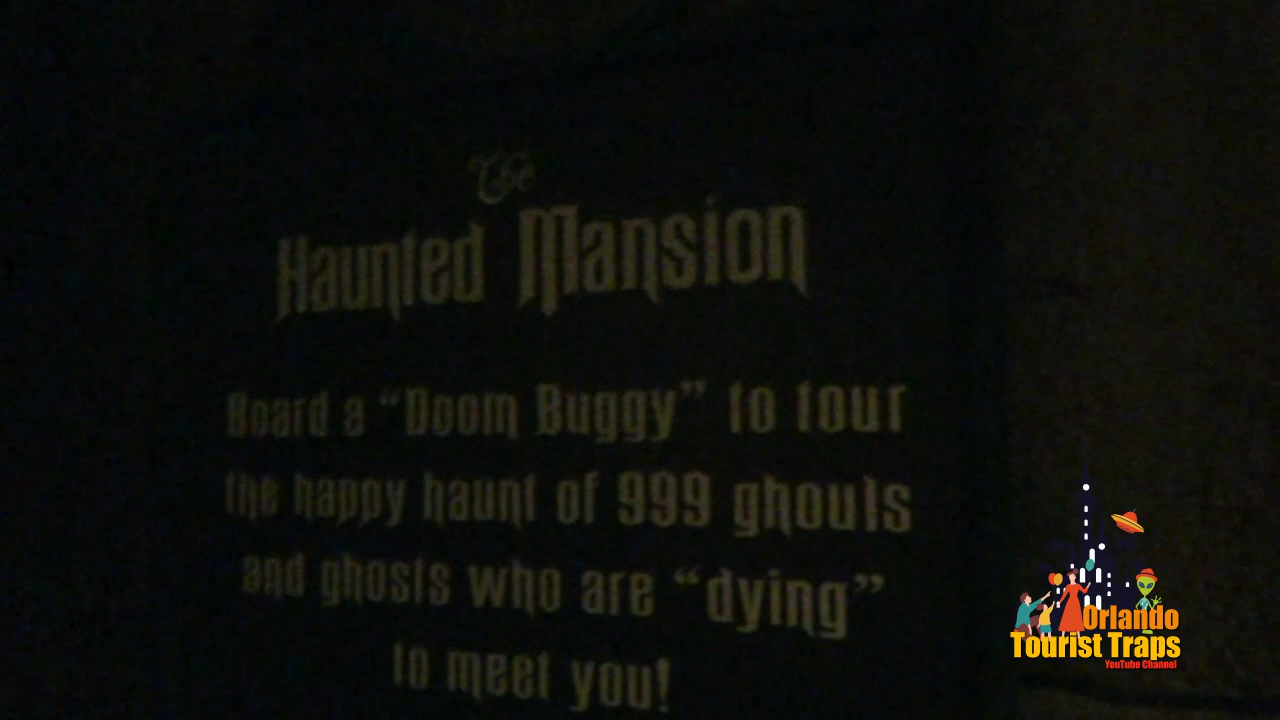 The
Haunted Mansion
Board a “Doom Buggy” to tour
the happy haunt of 999 ghouls
and ghosts who are “dying”
to meet you!
Orlando
Tourist Traps
YouTube Channel